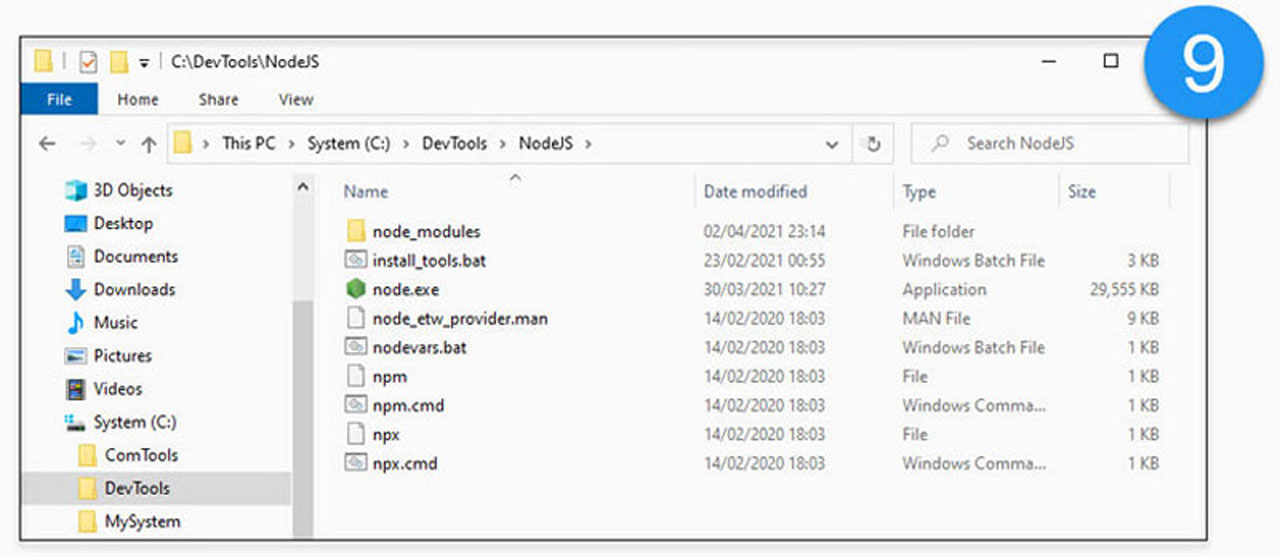 9
C:\DevTools\NodeJS
File Home Share View
This PC System (C:) DevTools NodeJS Search NodeJS
3D Objects
Desktop
Documents
Downloads
Music
Pictures
Videos
System (C:)
ComTools
DevTools
MySystem
Name Date modified Type Size
node_modules 02/04/2021 23:14 File folder
install_tools.bat 23/02/2021 00:55 Windows Batch File 3 KB
node.exe 30/03/2021 10:27 Application 29,555 KB
node_etw_provider.man 14/02/2020 18:03 MAN File 9 KB
nodevars.bat 14/02/2020 18:03 Windows Batch File 1 KB
npm 14/02/2020 18:03 File 1 KB
npm.cmd 14/02/2020 18:03 Windows Comma... 1 KB
npx 14/02/2020 18:03 File 1 KB
npx.cmd 14/02/2020 18:03 Windows Comma... 1 KB